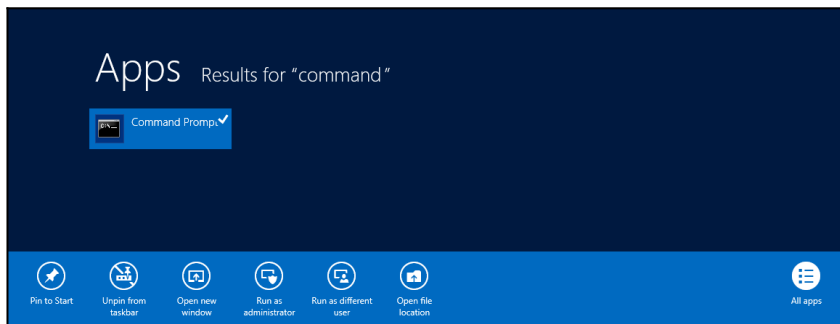 Apps Results for "command"
Command Prompt
Pin to Start
Unpin from
taskbar
Open new
window
Run as
administrator
Run as different
user
Open file
location
All apps